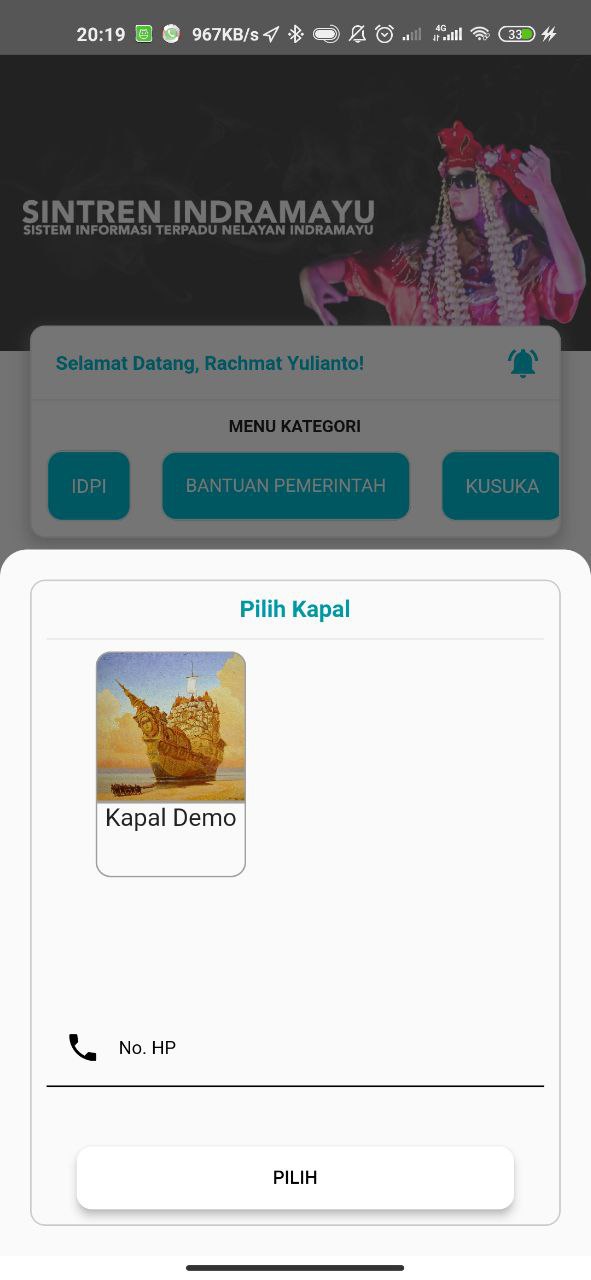 20:19 967KB/s 4G 33
SINTREN INDRAMAYU
SISTEM INFORMASI TERPADU NELAYAN INDRAMAYU
Selamat Datang, Rachmat Yulianto!
MENU KATEGORI
IDPI BANTUAN PEMERINTAH KUSUKA
Pilih Kapal
Kapal Demo
No. HP
PILIH